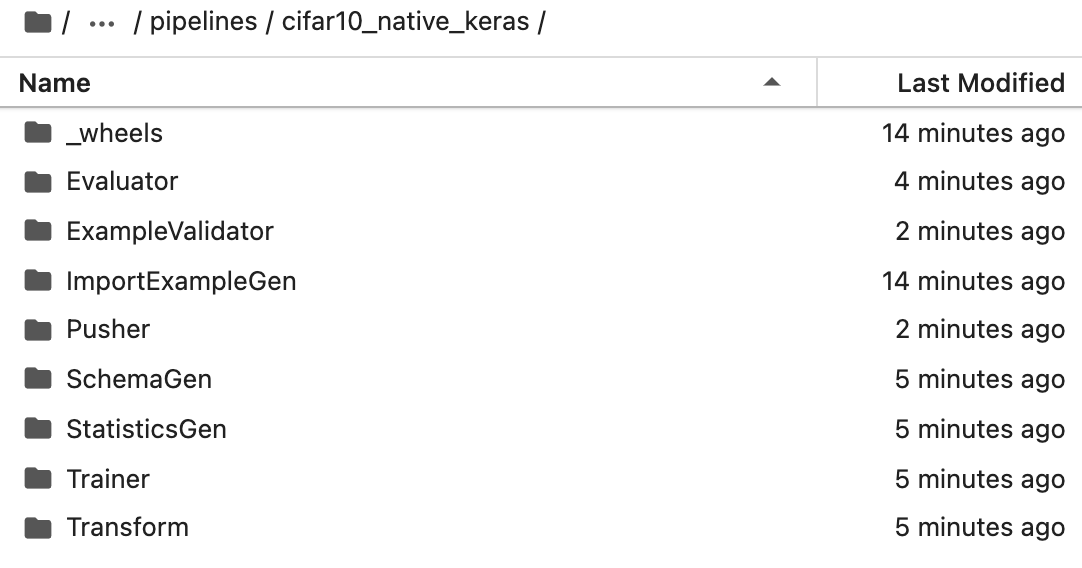 / ... / pipelines / cifar10_native_keras /
Name Last Modified
_wheels 14 minutes ago
Evaluator 4 minutes ago
ExampleValidator 2 minutes ago
ImportExampleGen 14 minutes ago
Pusher 2 minutes ago
SchemaGen 5 minutes ago
StatisticsGen 5 minutes ago
Trainer 5 minutes ago
Transform 5 minutes ago